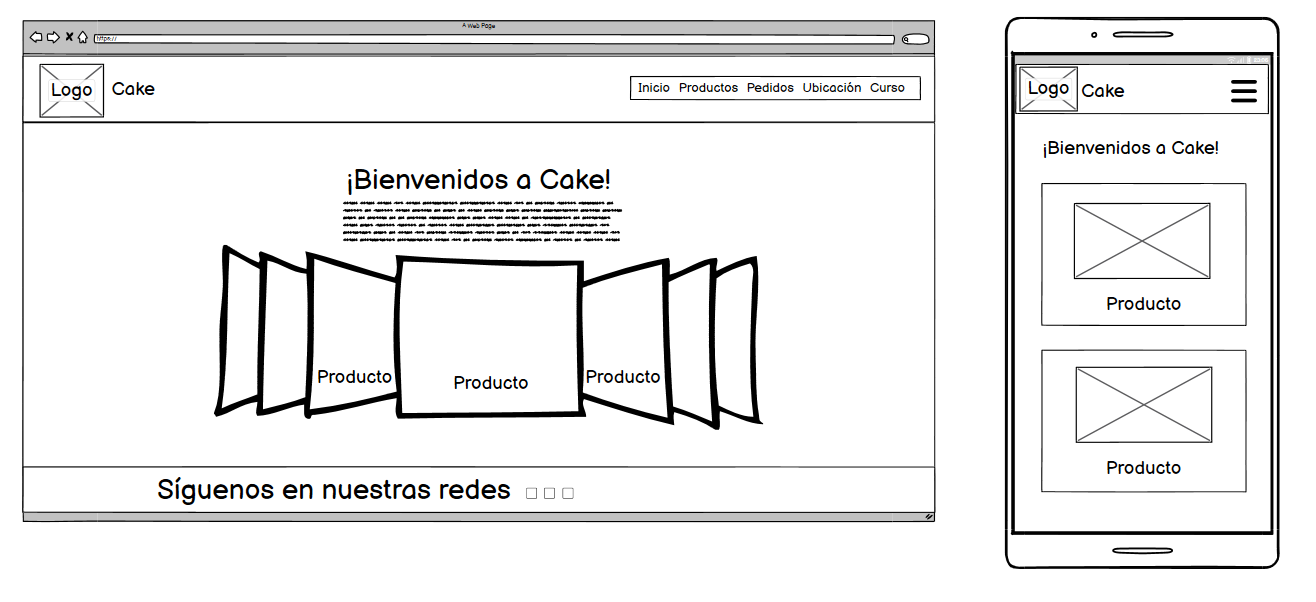 A Web Page
https://
Logo
Cake
Inicio Productos Pedidos Ubicación Curso
¡Bienvenidos a Cake!
Producto
Producto
Producto
Síguenos en nuestras redes
Logo
Cake
¡Bienvenidos a Cake!
Producto
Producto